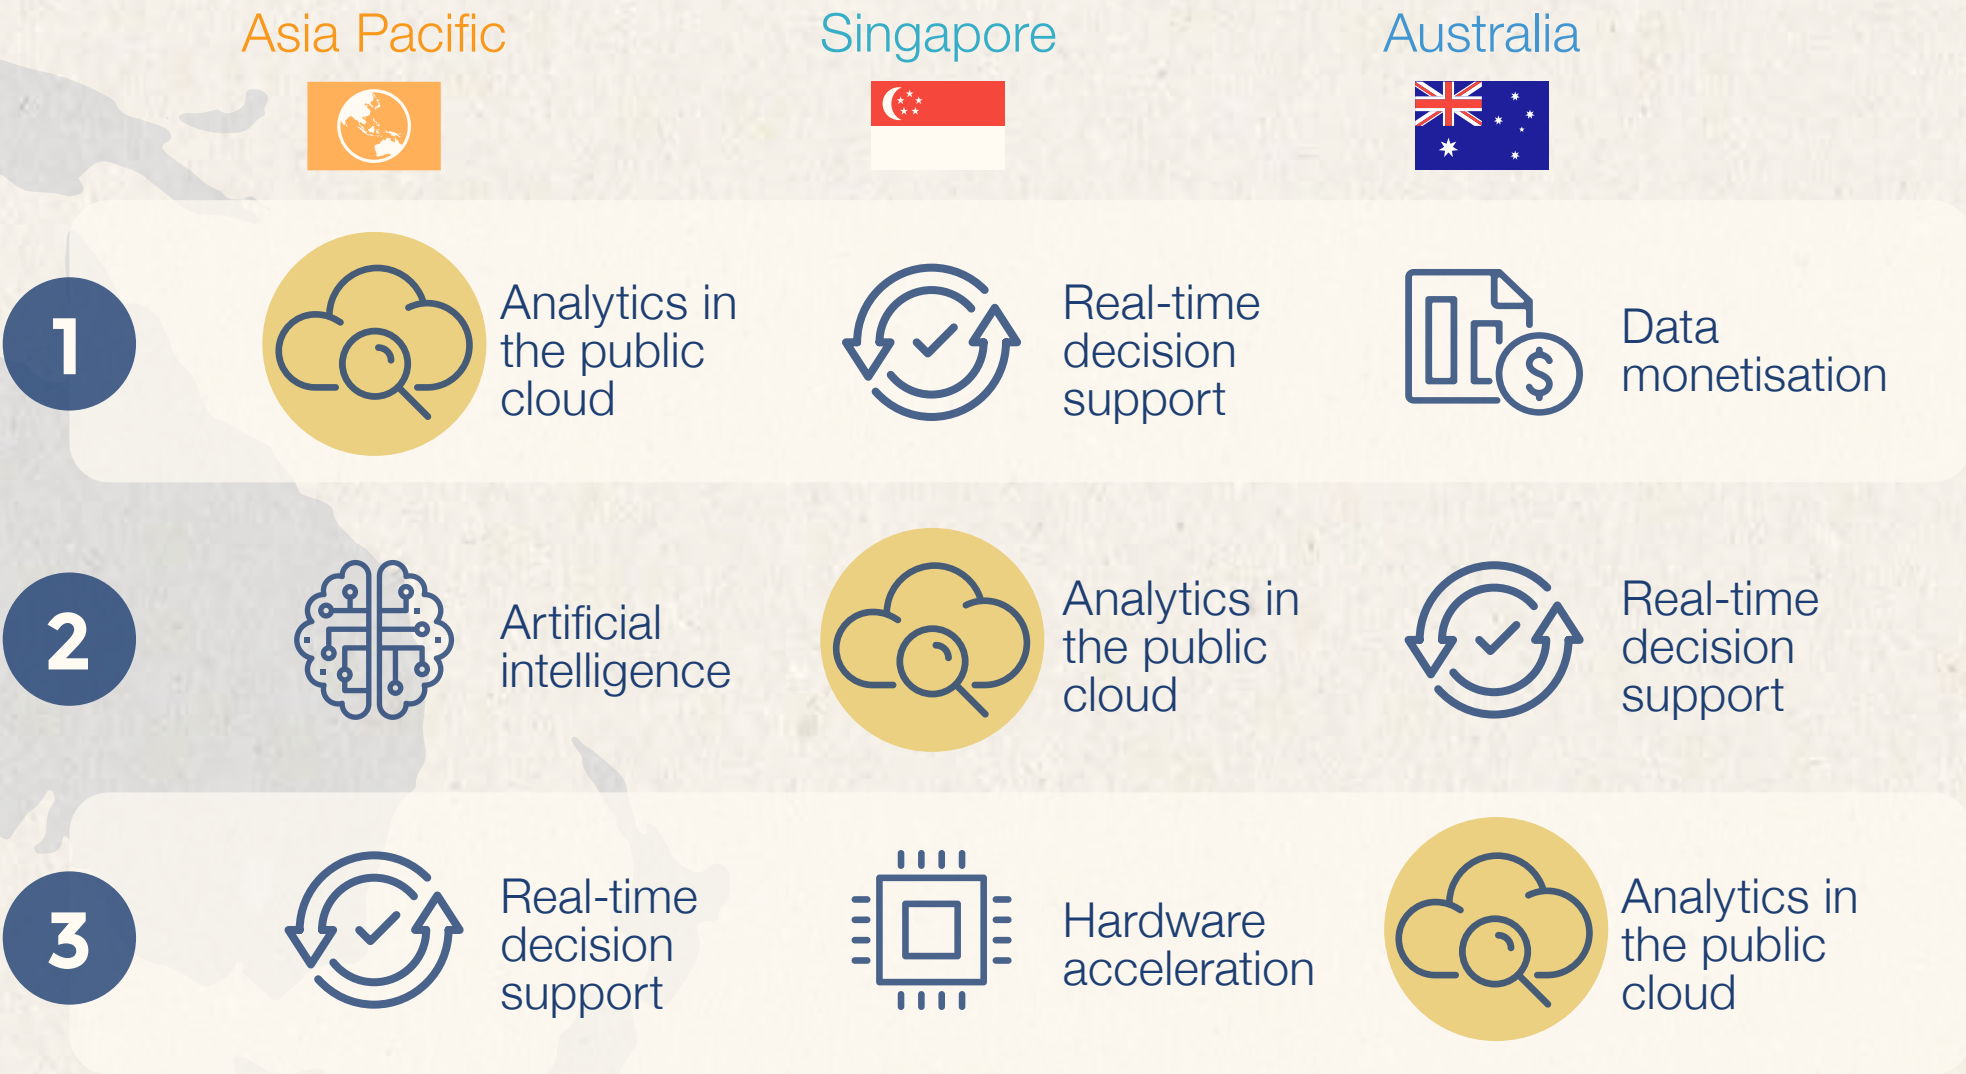 Asia Pacific
Singapore
Australia
1
Analytics in
the public
cloud
Real-time
decision
support
Data
monetisation
$
2
Artificial
intelligence
Analytics in
the public
cloud
Real-time
decision
support
3
Real-time
decision
support
Hardware
acceleration
Analytics in
the public
cloud